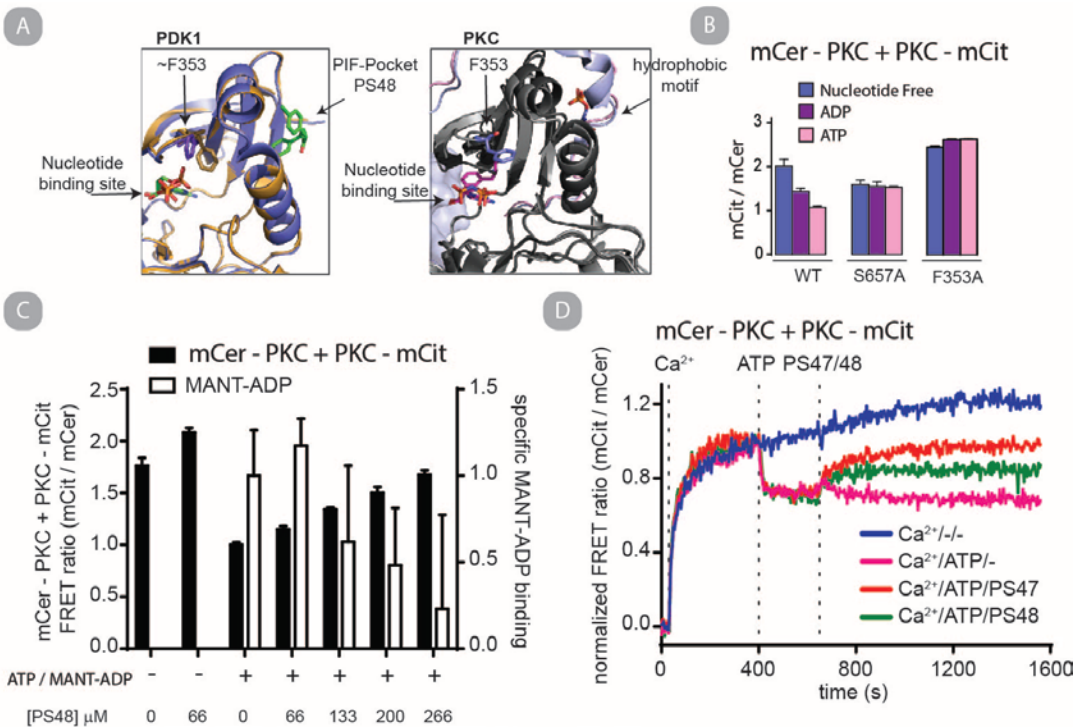 A
PDK1
~F353
PIF-Pocket
PS48
Nucleotide
binding site
PKC
F353
hydrophobic
motif
Nucleotide
binding site
B
mCer - PKC + PKC - mCit
Nucleotide Free
ADP
ATP
mCit / mCer
3
2
1
0
WT
S657A
F353A
C
mCer - PKC + PKC - mCit
MANT-ADP
mCer - PKC + PKC - mCit
FRET ratio (mCit / mCer)
2.5
2.0
1.5
1.0
0.5
0.0
specific MANT-ADP binding
1.5
1.0
0.5
0.0
ATP / MANT-ADP - - + + + + +
[PS48] μM 0 66 0 66 133 200 266
D
mCer - PKC + PKC - mCit
Ca²⁺ ATP PS47/48
normalized FRET ratio (mCit / mCer)
1.2
0.8
0.4
0.0
Ca²⁺/-/-
Ca²⁺/ATP/-
Ca²⁺/ATP/PS47
Ca²⁺/ATP/PS48
0 400 800 1200 1600
time (s)